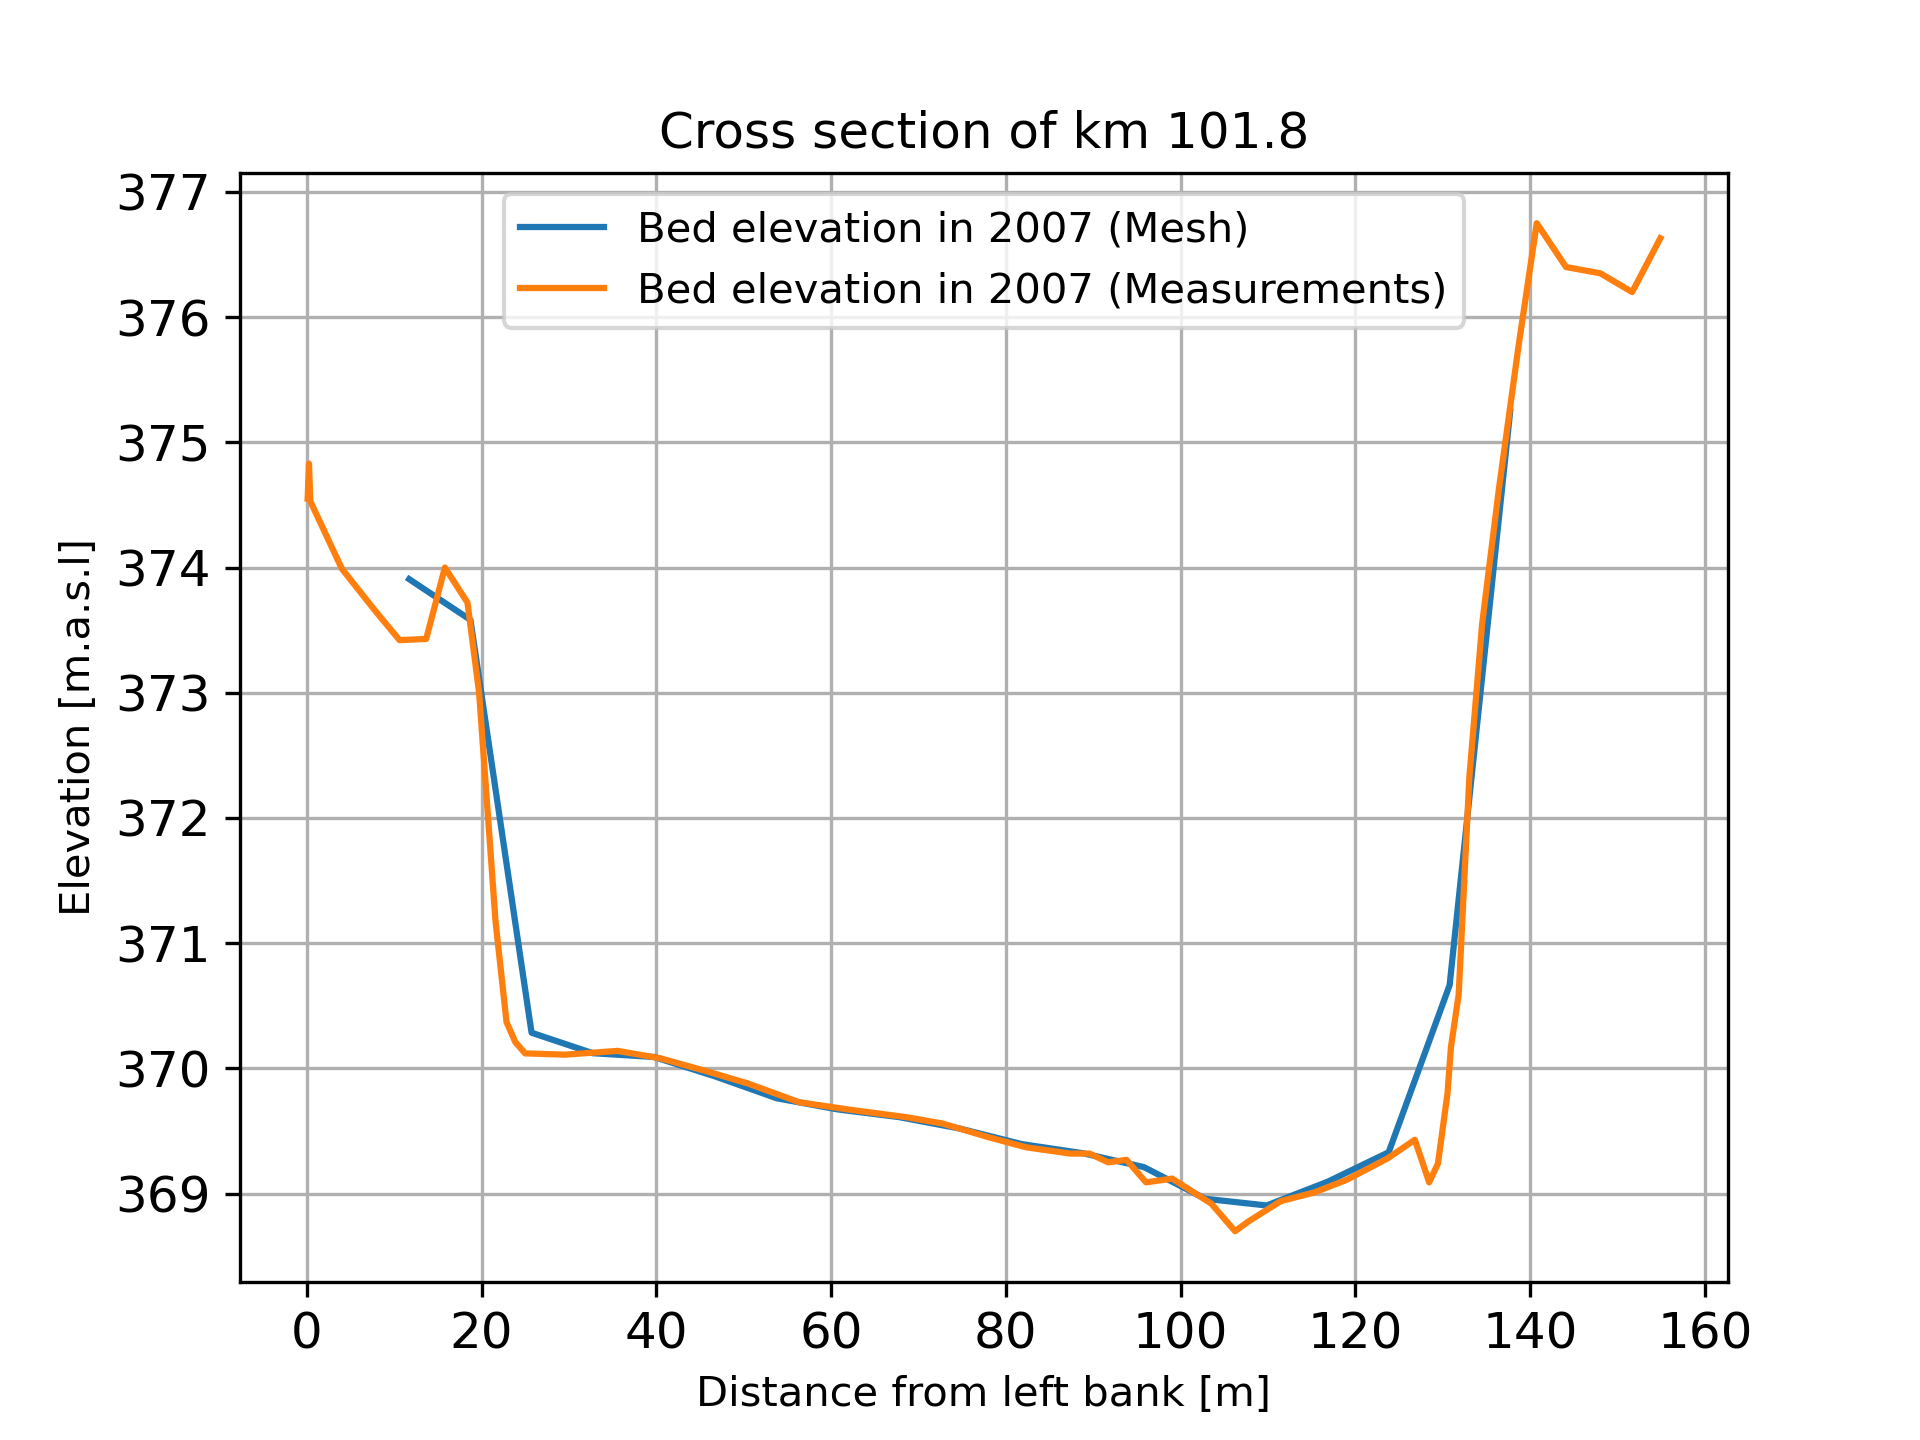 Cross section of km 101.8
Bed elevation in 2007 (Mesh)
Bed elevation in 2007 (Measurements)
Elevation [m.a.s.l]
377
376
375
374
373
372
371
370
369
0 20 40 60 80 100 120 140 160
Distance from left bank [m]